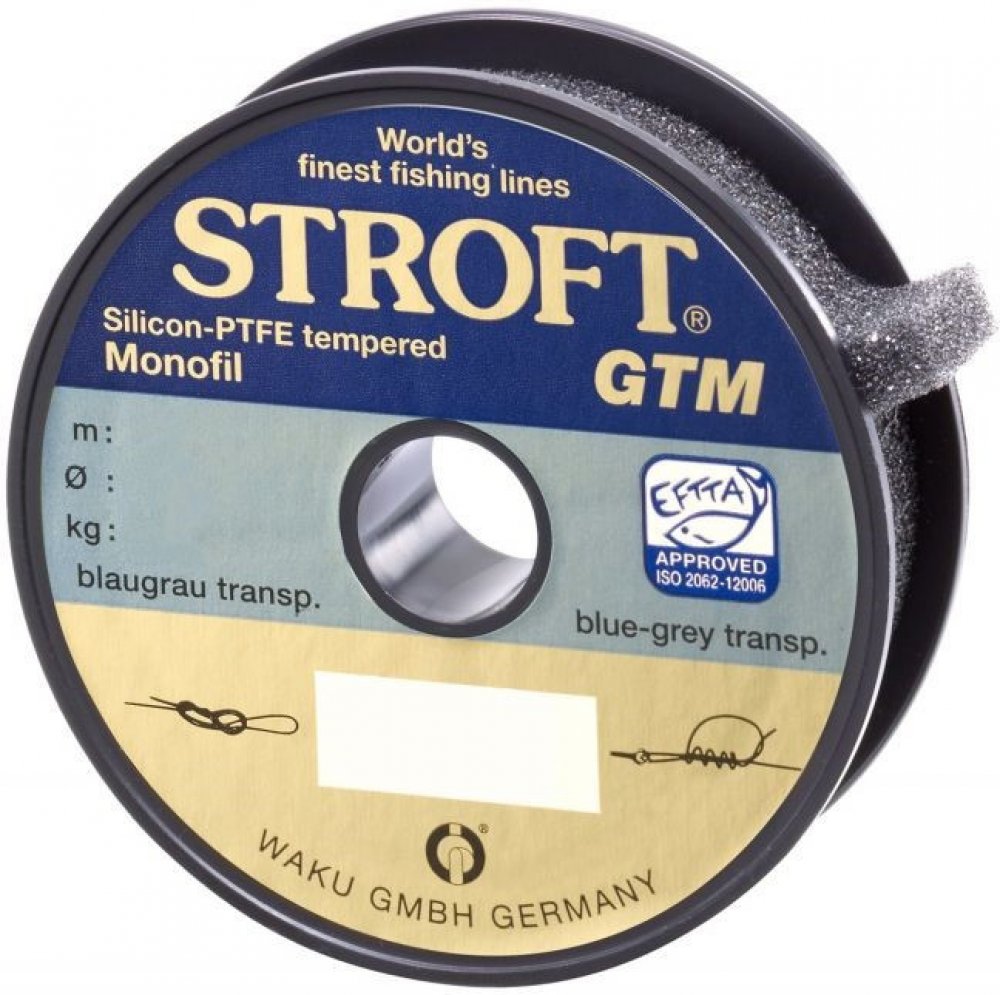 World's
finest fishing lines
STROFT®
GTM
Silicon-PTFE tempered
Monofil
m:
Ø :
kg:
blaugrau transp.
EFTTA
APPROVED
ISO 2062-12006
blue-grey transp.
®
WAKU GMBH GERMANY